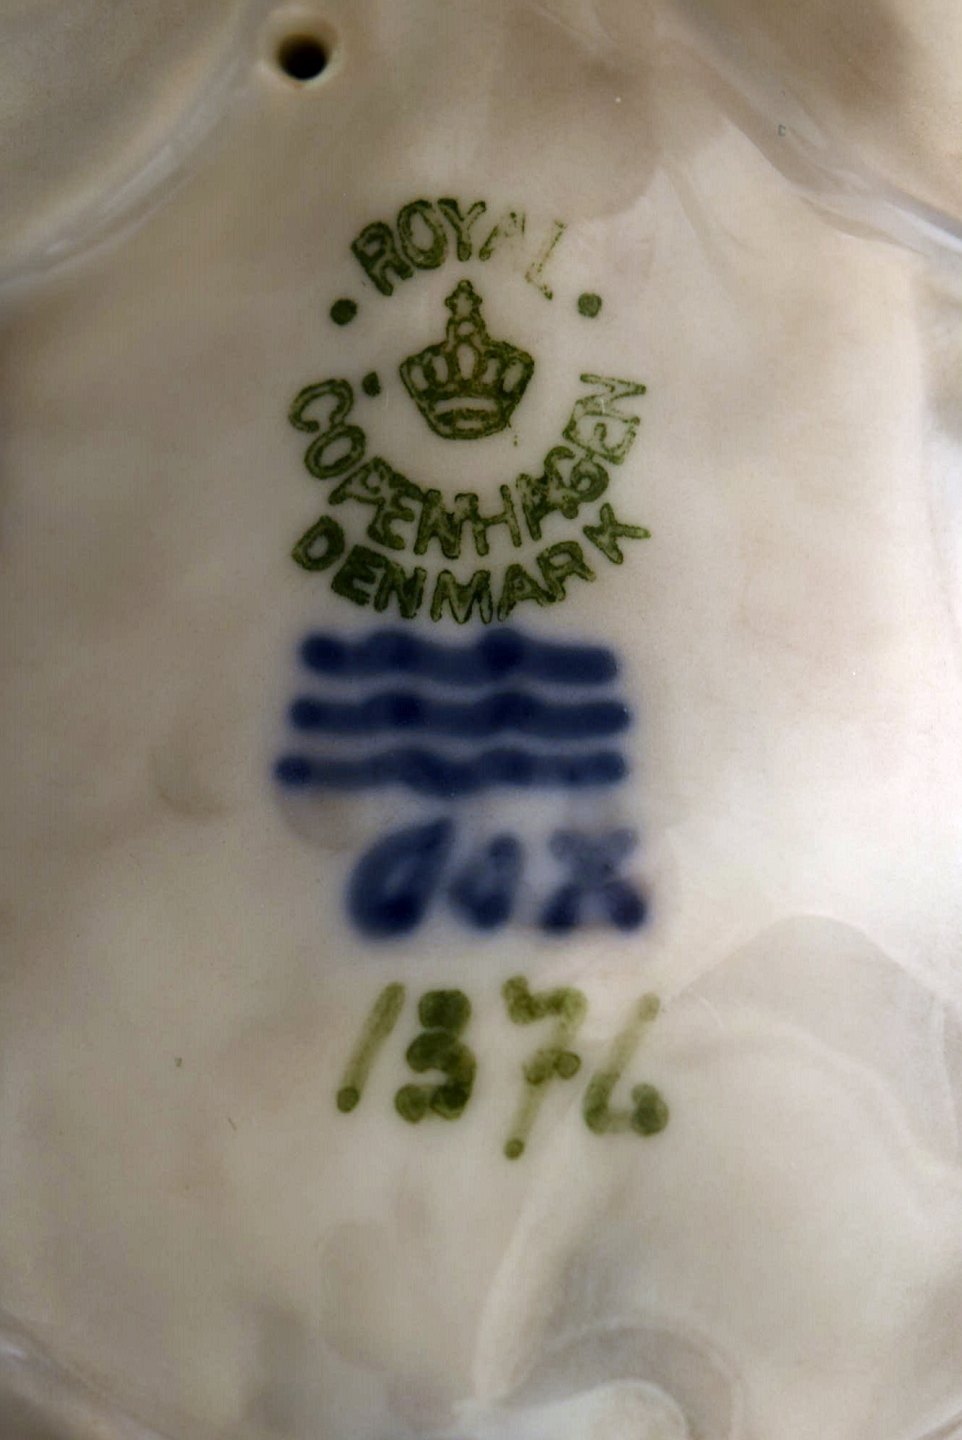 ROYAL
COPENHAGEN
DENMARK
1376